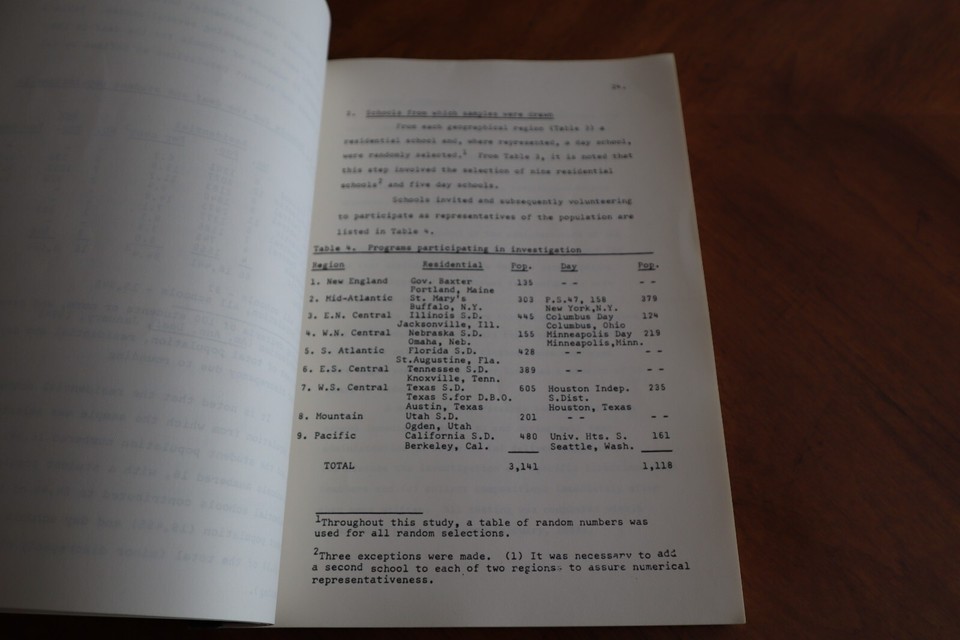 24.
2. Schools from which samples were drawn
From each geographical region (Table 3) a
residential school and, where represented, a day school,
were randomly selected.1 From Table 3, it is noted that
this step involved the selection of nine residential
schools2 and five day schools.
Schools invited and subsequently volunteering
to participate as representatives of the population are
listed in Table 4.
Table 4. Programs participating in investigation
Region Residential Pop. Day Pop.
1. New England Gov. Baxter 135 - - - -
Portland, Maine
2. Mid-Atlantic St. Mary's 303 P.S.47, 158 379
Buffalo, N.Y. New York,N.Y.
3. E.N. Central Illinois S.D. 445 Columbus Day 124
Jacksonville, Ill. Columbus, Ohio
4. W.N. Central Nebraska S.D. 155 Minneapolis Day 219
Omaha, Neb. Minneapolis,Minn.
5. S. Atlantic Florida S.D. 428 - - - -
St.Augustine, Fla.
6. E.S. Central Tennessee S.D. 389 - - - -
Knoxville, Tenn.
7. W.S. Central Texas S.D. 605 Houston Indep. 235
Texas S.for D.B.O. S.Dist.
Austin, Texas Houston, Texas
8. Mountain Utah S.D. 201 - - - -
Ogden, Utah
9. Pacific California S.D. 480 Univ. Hts. S. 161
Berkeley, Cal. Seattle, Wash.
TOTAL 3,141 1,118
1Throughout this study, a table of random numbers was
used for all random selections.
2Three exceptions were made. (1) It was necessary to add
a second school to each of two regions to assure numerical
representativeness.